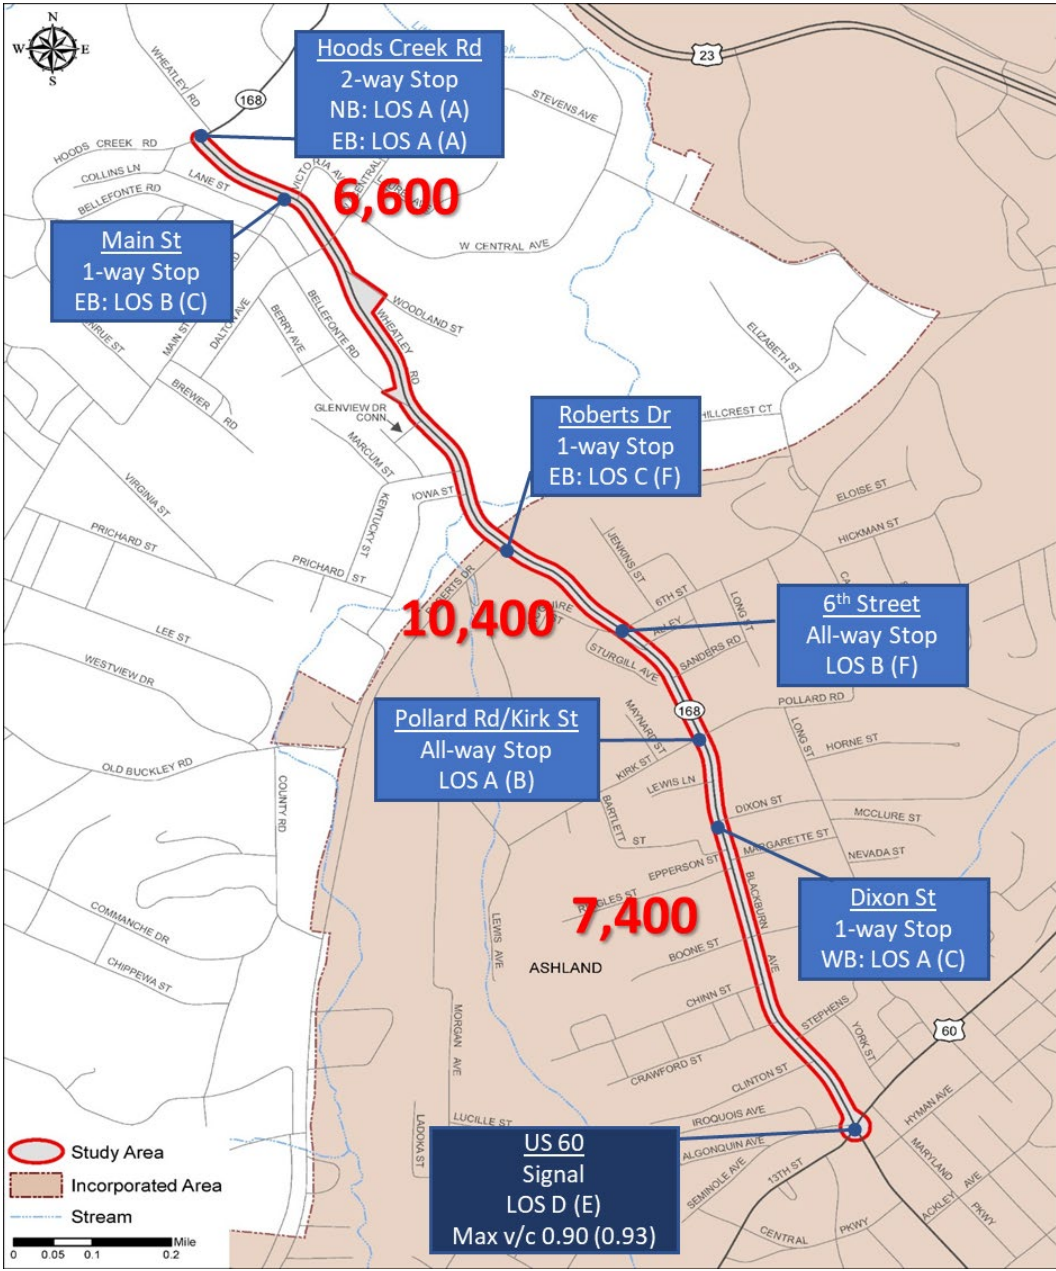 N
W E
S
23
Hoods Creek Rd
2-way Stop
NB: LOS A (A)
EB: LOS A (A)
WHEATLEY RD
168
STEVENS AVE
HOODS CREEK RD
COLLINS LN
LANE ST
BELLEFONTE RD
6,600
W CENTRAL AVE
Main St
1-way Stop
EB: LOS B (C)
MAIN ST
DALTON AVE
BERRY AVE
BELLEFONTE RD
WOODLAND ST
WHEATLEY RD
ELIZABETH ST
BREWER RD
GLENVIEW DR
CONN
HILLCREST CT
Roberts Dr
1-way Stop
EB: LOS C (F)
MARCUM ST
IOWA ST
KENTUCKY ST
VIRGINIA ST
PRICHARD ST
PRICHARD ST
ELOISE ST
HICKMAN ST
JENKINS ST
6TH ST
LONG ST
ALLEY
SANDERS RD
STURGILL AVE
10,400
6th Street
All-way Stop
LOS B (F)
LEE ST
WESTVIEW DR
168
POLLARD RD
Pollard Rd/Kirk St
All-way Stop
LOS A (B)
MAYNARD ST
KIRK ST
LONG ST
HORNE ST
OLD BUCKLEY RD
COUNTY RD
LEWIS LN
BARTLETT
ST
DIXON ST
MCCLURE ST
MARGARETTE ST
NEVADA ST
EPPERSON ST
7,400
BLACKBURN AVE
Dixon St
1-way Stop
WB: LOS A (C)
COMMANCHE DR
CHIPPEWA ST
LEWIS AVE
BOONE ST
ASHLAND
CHINN ST
STEPHENS
YORK ST
60
MORGAN AVE
CRAWFORD ST
CLINTON ST
HYMAN AVE
LADOKA ST
LUCILLE ST
IROQUOIS AVE
ALGONQUIN AVE
SEMINOLE AVE
13TH ST
MARYLAND
PKWY
ACKLEY AVE
CENTRAL PKWY
US 60
Signal
LOS D (E)
Max v/c 0.90 (0.93)
Study Area
Incorporated Area
Stream
0 0.05 0.1 0.2 Mile